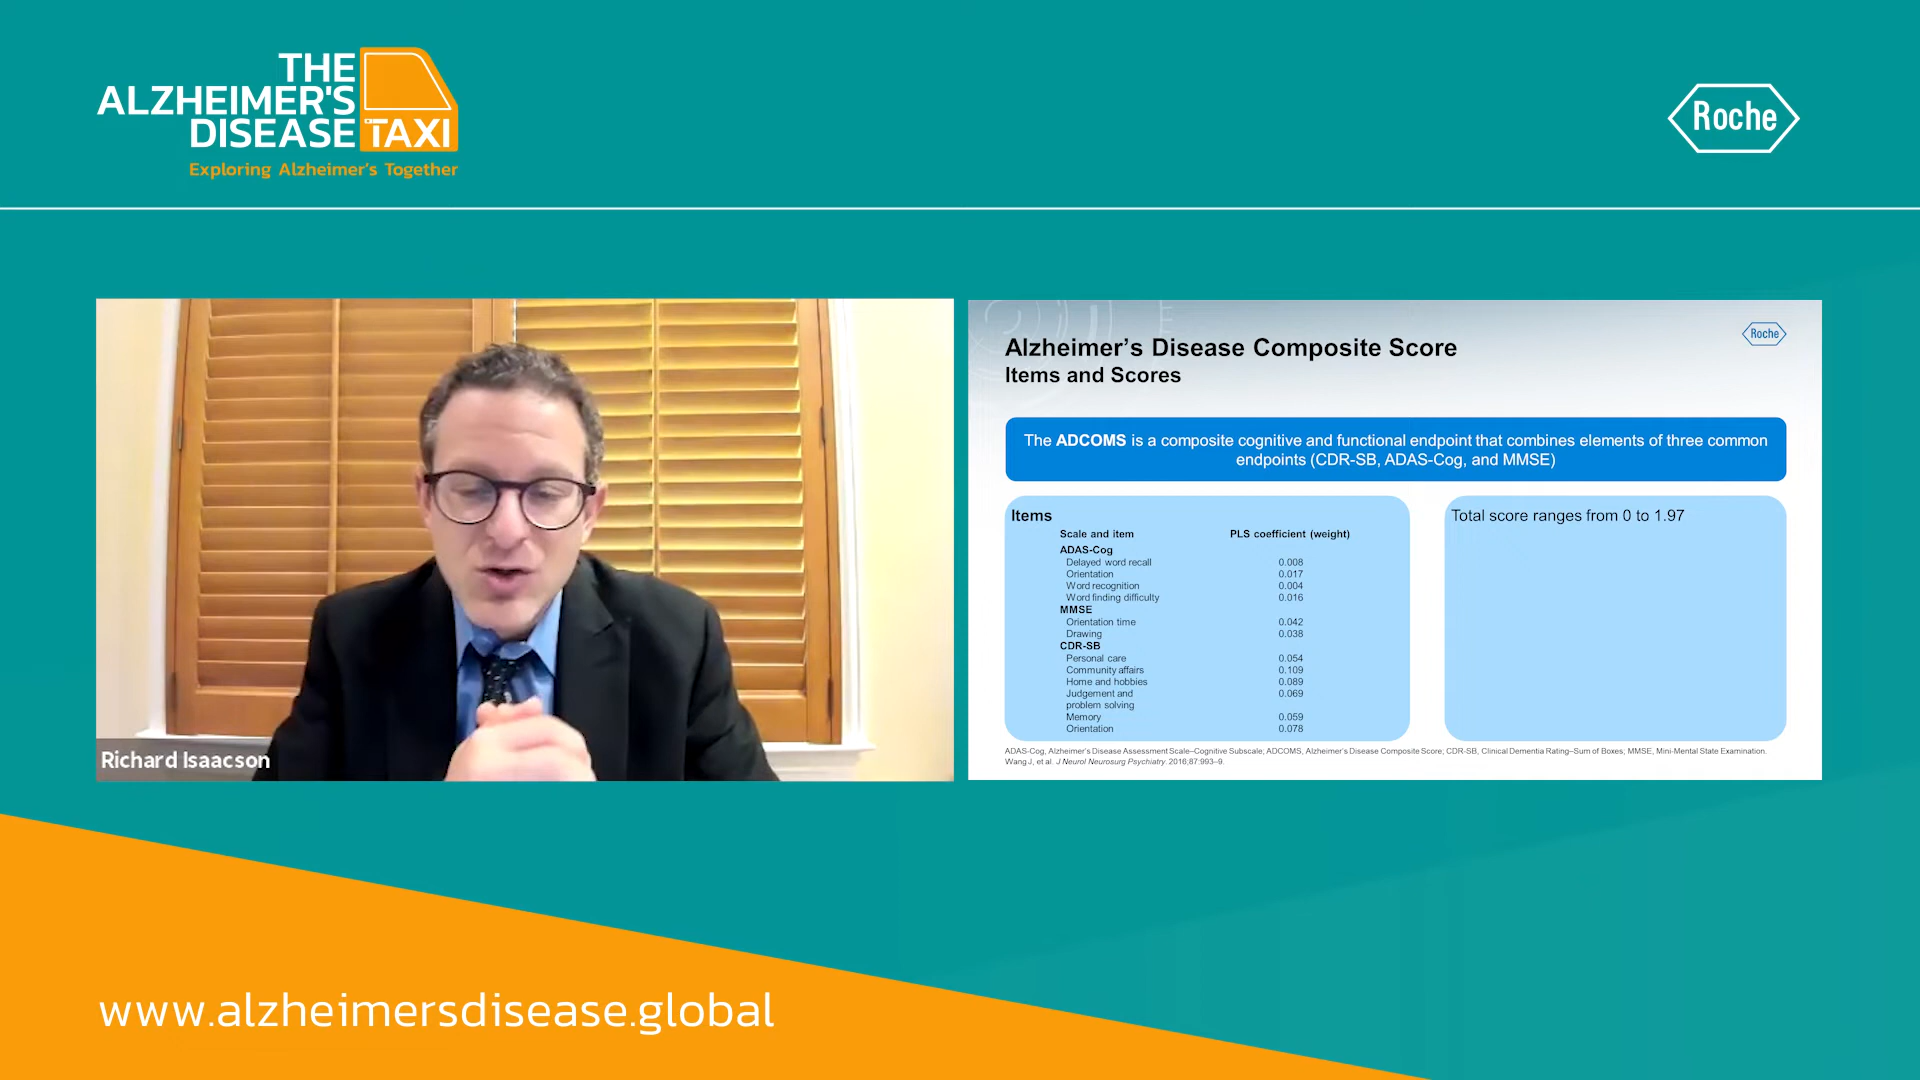 THE
ALZHEIMER'S
DISEASE TAXI
Exploring Alzheimer's Together
Roche
Richard Isaacson
Roche
Alzheimer's Disease Composite Score
Items and Scores
The ADCOMS is a composite cognitive and functional endpoint that combines elements of three common
endpoints (CDR-SB, ADAS-Cog, and MMSE)
Items
Scale and item PLS coefficient (weight)
ADAS-Cog
Delayed word recall 0.008
Orientation 0.017
Word recognition 0.004
Word finding difficulty 0.016
MMSE
Orientation time 0.042
Drawing 0.038
CDR-SB
Personal care 0.054
Community affairs 0.109
Home and hobbies 0.089
Judgement and 0.069
problem solving
Memory 0.059
Orientation 0.078
Total score ranges from 0 to 1.97
ADAS-Cog, Alzheimer's Disease Assessment Scale–Cognitive Subscale; ADCOMS, Alzheimer's Disease Composite Score; CDR-SB, Clinical Dementia Rating–Sum of Boxes; MMSE, Mini-Mental State Examination.
Wang J, et al. J Neurol Neurosurg Psychiatry. 2016;87:993–9.
www.alzheimersdisease.global